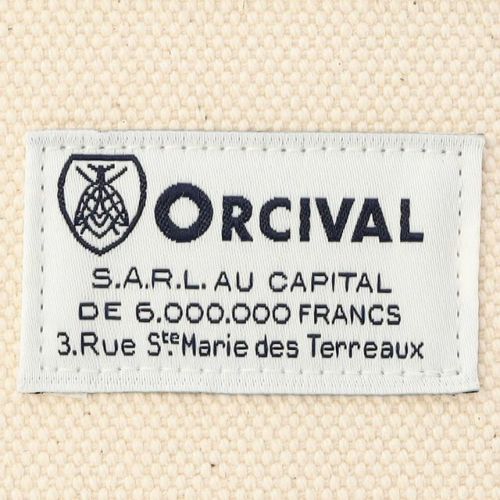 ORCIVAL
S.A.R.L. AU CAPITAL
DE 6.000.000 FRANCS
3.Rue Ste.Marie des Terreaux